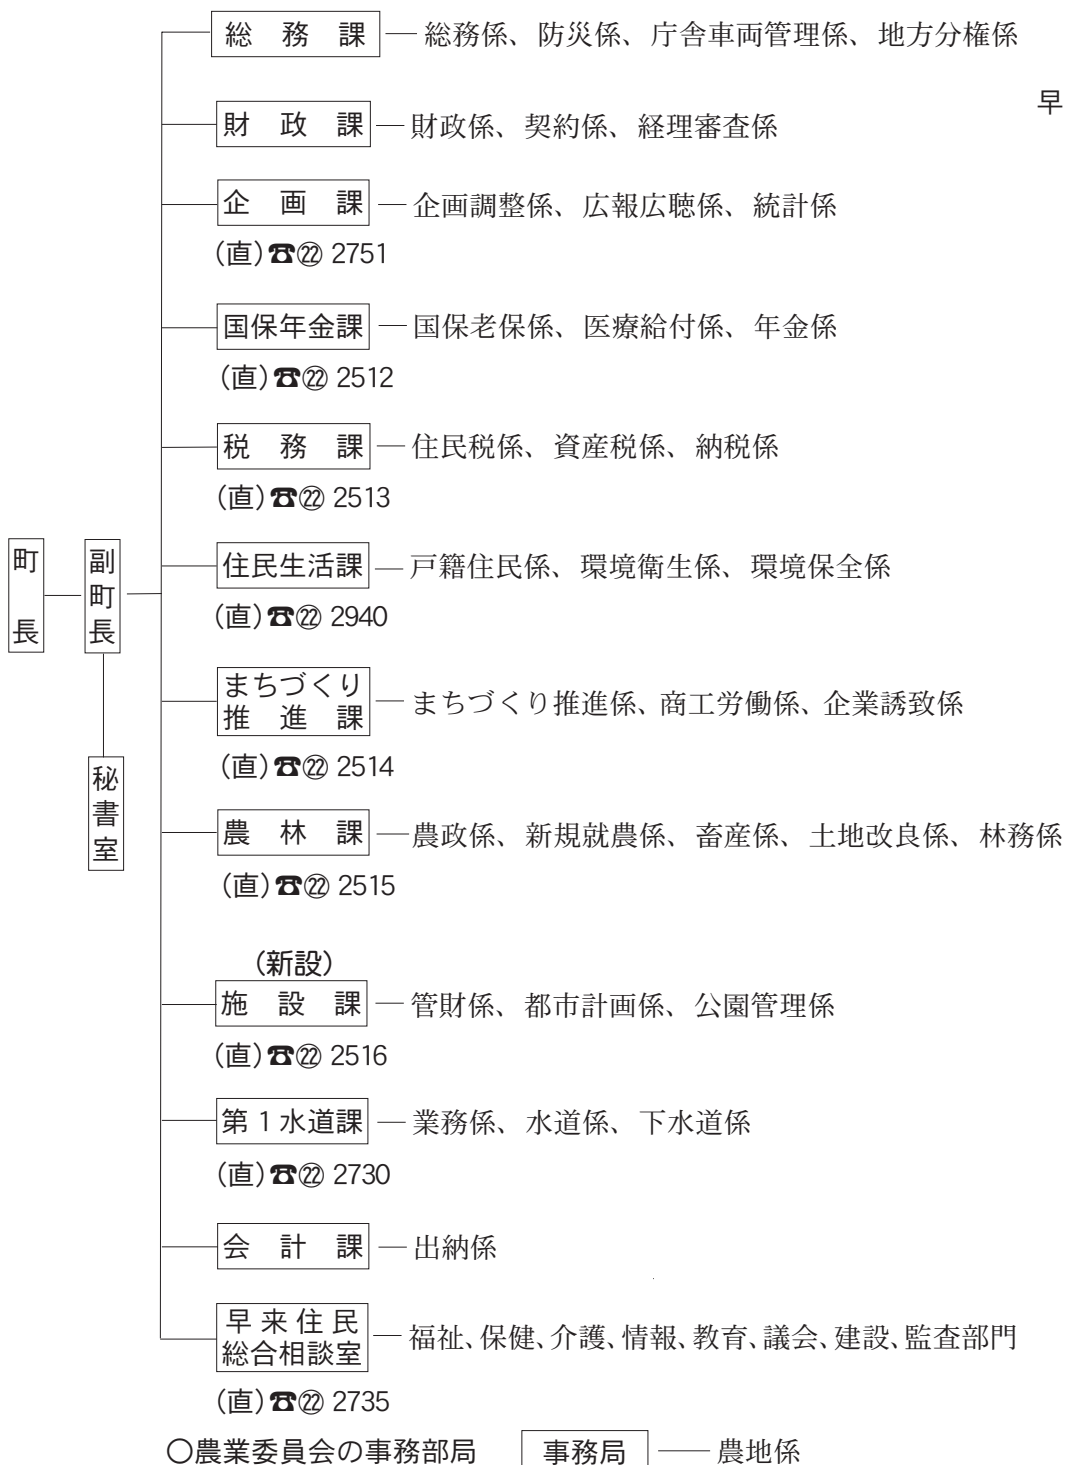 総務課 ― 総務係、防災係、庁舎車両管理係、地方分権係
早
財政課 ― 財政係、契約係、経理審査係
企画課 ― 企画調整係、広報広聴係、統計係
(直)☎㉒ 2751
国保年金課 ― 国保老保係、医療給付係、年金係
(直)☎㉒ 2512
税務課 ― 住民税係、資産税係、納税係
(直)☎㉒ 2513
町長
副町長
住民生活課 ― 戸籍住民係、環境衛生係、環境保全係
(直)☎㉒ 2940
まちづくり
推進課 ― まちづくり推進係、商工労働係、企業誘致係
(直)☎㉒ 2514
秘書室
農林課 ― 農政係、新規就農係、畜産係、土地改良係、林務係
(直)☎㉒ 2515
(新設)
施設課 ― 管財係、都市計画係、公園管理係
(直)☎㉒ 2516
第1水道課 ― 業務係、水道係、下水道係
(直)☎㉒ 2730
会計課 ― 出納係
早来住民
総合相談室 ― 福祉、保健、介護、情報、教育、議会、建設、監査部門
(直)☎㉒ 2735
○農業委員会の事務部局 事務局 ― 農地係